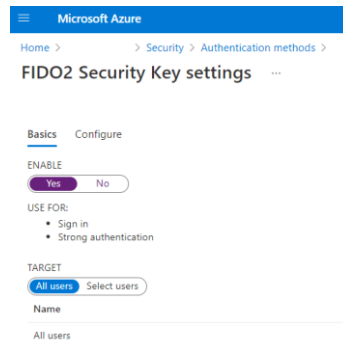 Microsoft Azure
Home > > Security > Authentication methods >
FIDO2 Security Key settings ...
Basics Configure
ENABLE
Yes No
USE FOR:
• Sign in
• Strong authentication
TARGET
All users Select users
Name
All users